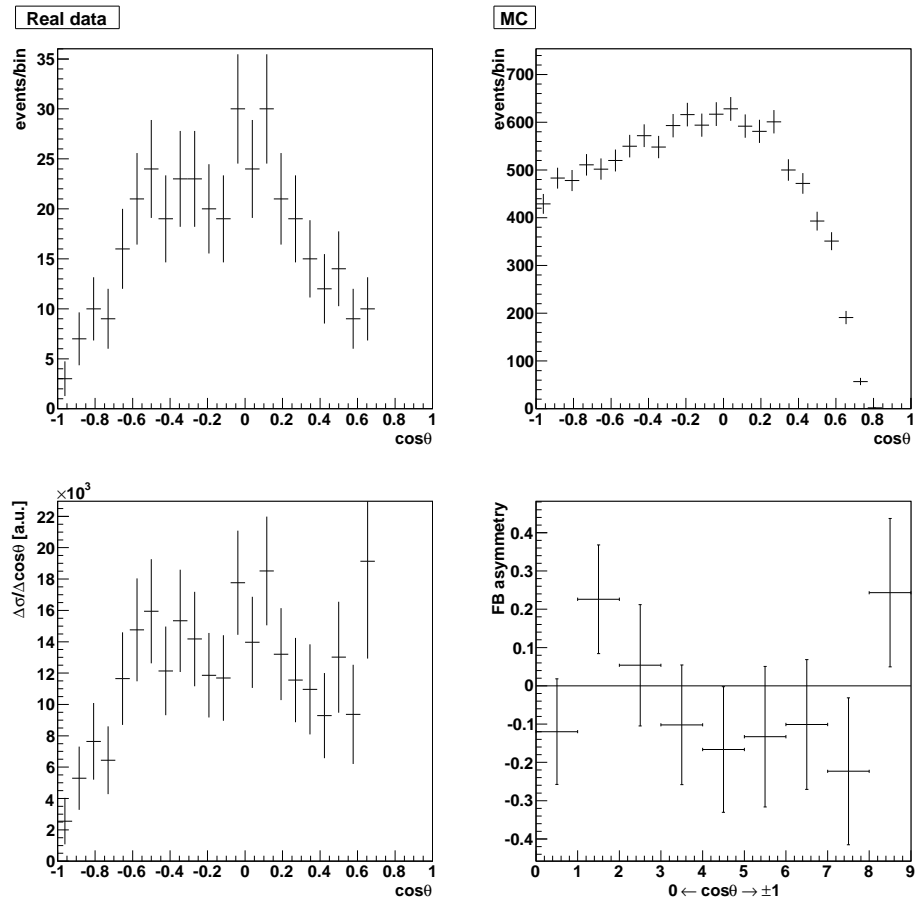 Real data
MC
events/bin
35
30
25
20
15
10
5
0
-1 -0.8 -0.6 -0.4 -0.2 -0 0.2 0.4 0.6 0.8 1
cosθ
events/bin
700
600
500
400
300
200
100
0
-1 -0.8 -0.6 -0.4 -0.2 -0 0.2 0.4 0.6 0.8 1
cosθ
×10³
Δσ/Δcosθ [a.u.]
22
20
18
16
14
12
10
8
6
4
2
0
-1 -0.8 -0.6 -0.4 -0.2 -0 0.2 0.4 0.6 0.8 1
cosθ
FB asymmetry
0.4
0.3
0.2
0.1
0
-0.1
-0.2
-0.3
-0.4
0 1 2 3 4 5 6 7 8 9
0 ← cosθ → ±1